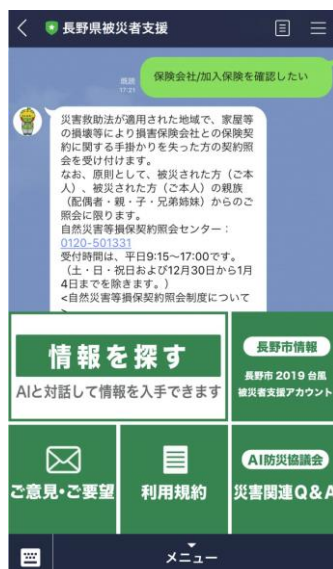 長野県被災者支援
保険会社/加入保険を確認したい
既読
17:21
災害救助法が適用された地域で、家屋等
の損壊等により損害保険会社との保険契
約に関する手掛かりを失った方の契約照
会を受け付けます。
なお、原則として、被災された方（ご本
人）、被災された方（ご本人）の親族
（配偶者・親・子・兄弟姉妹）からのご
照会に限ります。
自然災害等損保契約照会センター：
0120-501331
受付時間は、平日9:15～17:00です。
（土・日・祝日および12月30日から1月
4日までを除きます。）
<自然災害等損保契約照会制度について
>
情報を探す
AIと対話して情報を入手できます
長野市情報
長野市 2019 台風
被災者支援アカウント
ご意見・ご要望
利用規約
AI防災協議会
災害関連Q&A
メニュー